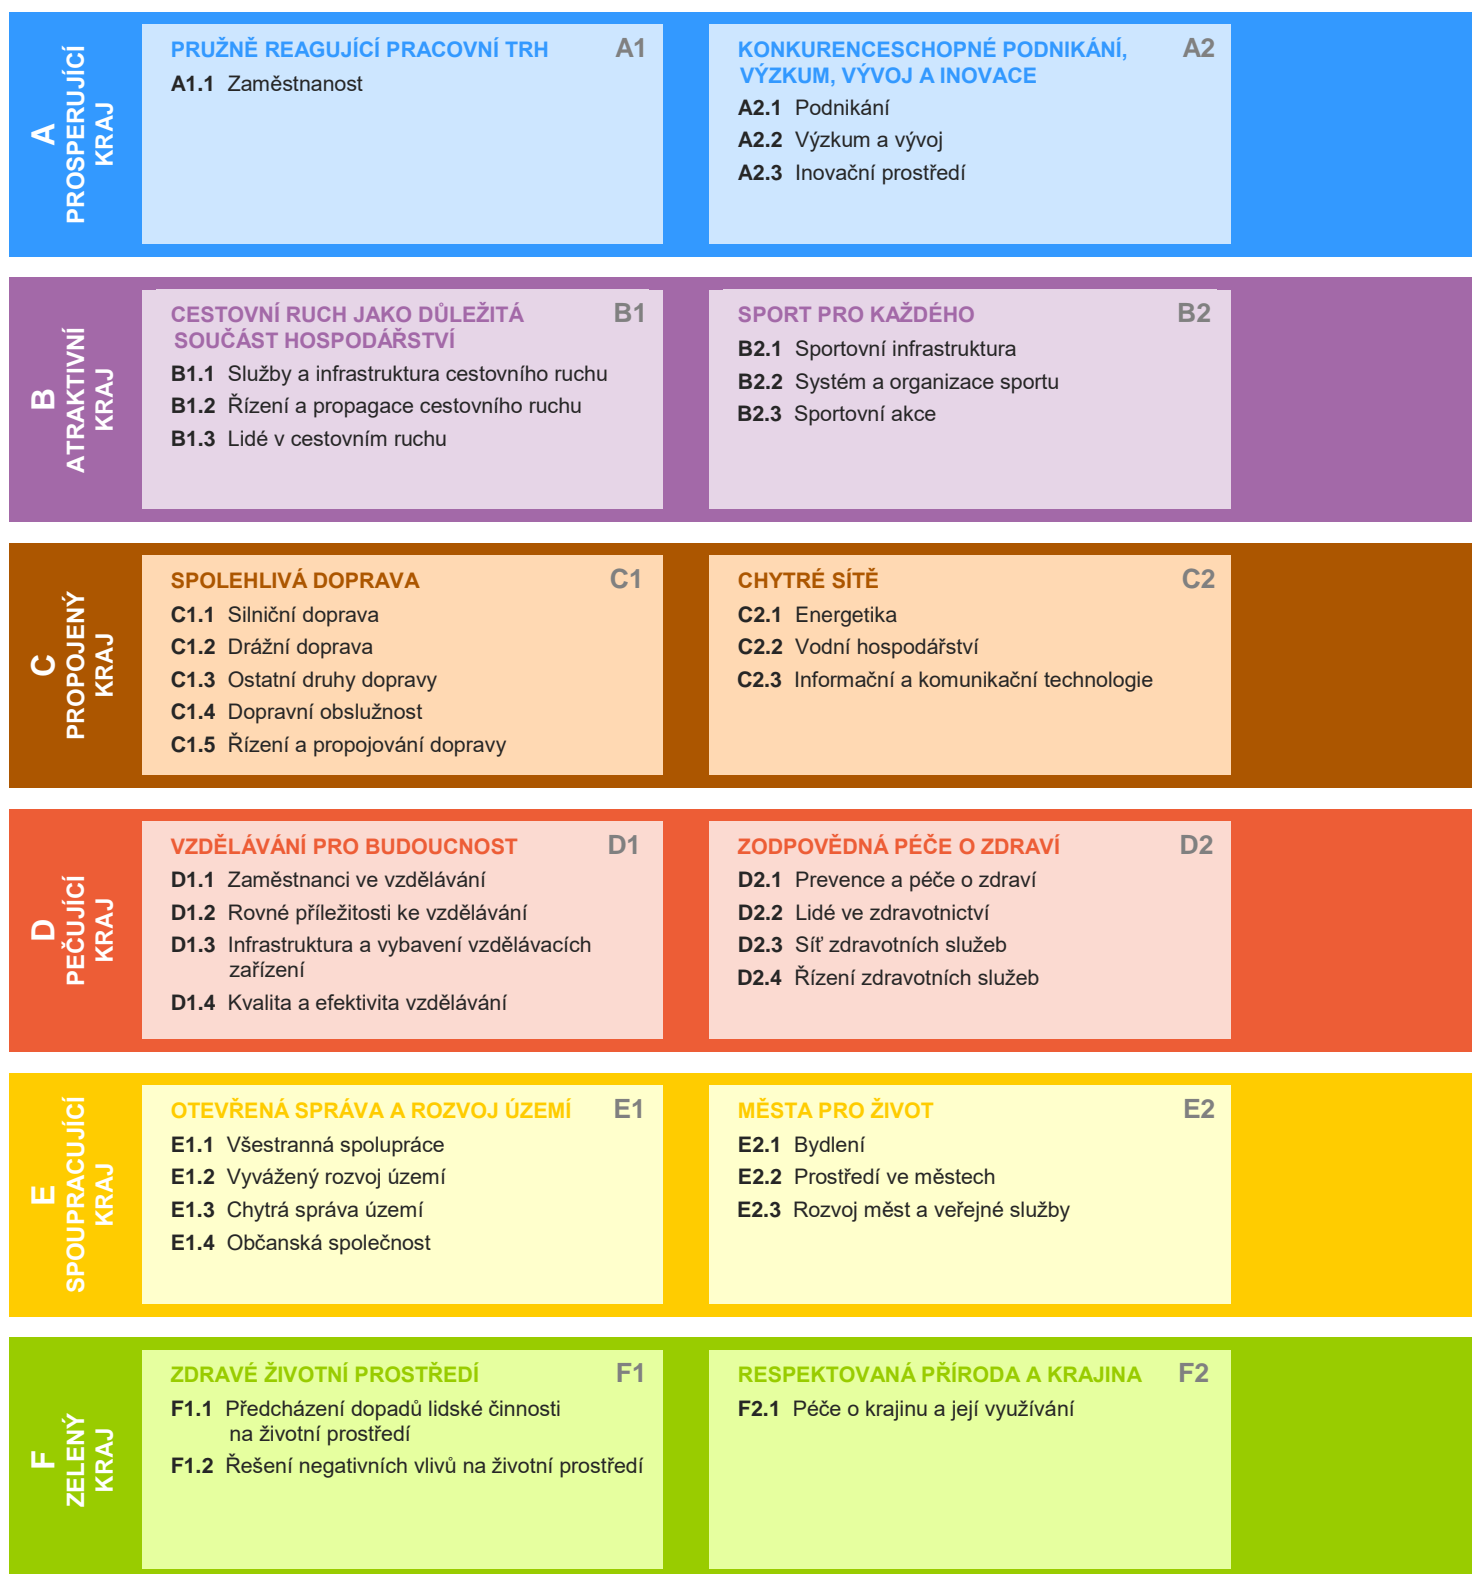 A
PROSPERUJÍCÍ
KRAJ
PRUŽNĚ REAGUJÍCÍ PRACOVNÍ TRH A1
A1.1 Zaměstnanost
KONKURENCESCHOPNÉ PODNIKÁNÍ, A2
VÝZKUM, VÝVOJ A INOVACE
A2.1 Podnikání
A2.2 Výzkum a vývoj
A2.3 Inovační prostředí
B
ATRAKTIVNÍ
KRAJ
CESTOVNÍ RUCH JAKO DŮLEŽITÁ B1
SOUČÁST HOSPODÁŘSTVÍ
B1.1 Služby a infrastruktura cestovního ruchu
B1.2 Řízení a propagace cestovního ruchu
B1.3 Lidé v cestovním ruchu
SPORT PRO KAŽDÉHO B2
B2.1 Sportovní infrastruktura
B2.2 Systém a organizace sportu
B2.3 Sportovní akce
C
PROPOJENÝ
KRAJ
SPOLEHLIVÁ DOPRAVA C1
C1.1 Silniční doprava
C1.2 Drážní doprava
C1.3 Ostatní druhy dopravy
C1.4 Dopravní obslužnost
C1.5 Řízení a propojování dopravy
CHYTRÉ SÍTĚ C2
C2.1 Energetika
C2.2 Vodní hospodářství
C2.3 Informační a komunikační technologie
D
PEČUJÍCÍ
KRAJ
VZDĚLÁVÁNÍ PRO BUDOUCNOST D1
D1.1 Zaměstnanci ve vzdělávání
D1.2 Rovné příležitosti ke vzdělávání
D1.3 Infrastruktura a vybavení vzdělávacích
zařízení
D1.4 Kvalita a efektivita vzdělávání
ZODPOVĚDNÁ PÉČE O ZDRAVÍ D2
D2.1 Prevence a péče o zdraví
D2.2 Lidé ve zdravotnictví
D2.3 Síť zdravotních služeb
D2.4 Řízení zdravotních služeb
E
SPOUPRACUJÍCÍ
KRAJ
OTEVŘENÁ SPRÁVA A ROZVOJ ÚZEMÍ E1
E1.1 Všestranná spolupráce
E1.2 Vyvážený rozvoj území
E1.3 Chytrá správa území
E1.4 Občanská společnost
MĚSTA PRO ŽIVOT E2
E2.1 Bydlení
E2.2 Prostředí ve městech
E2.3 Rozvoj měst a veřejné služby
F
ZELENÝ
KRAJ
ZDRAVÉ ŽIVOTNÍ PROSTŘEDÍ F1
F1.1 Předcházení dopadů lidské činnosti
na životní prostředí
F1.2 Řešení negativních vlivů na životní prostředí
RESPEKTOVANÁ PŘÍRODA A KRAJINA F2
F2.1 Péče o krajinu a její využívání